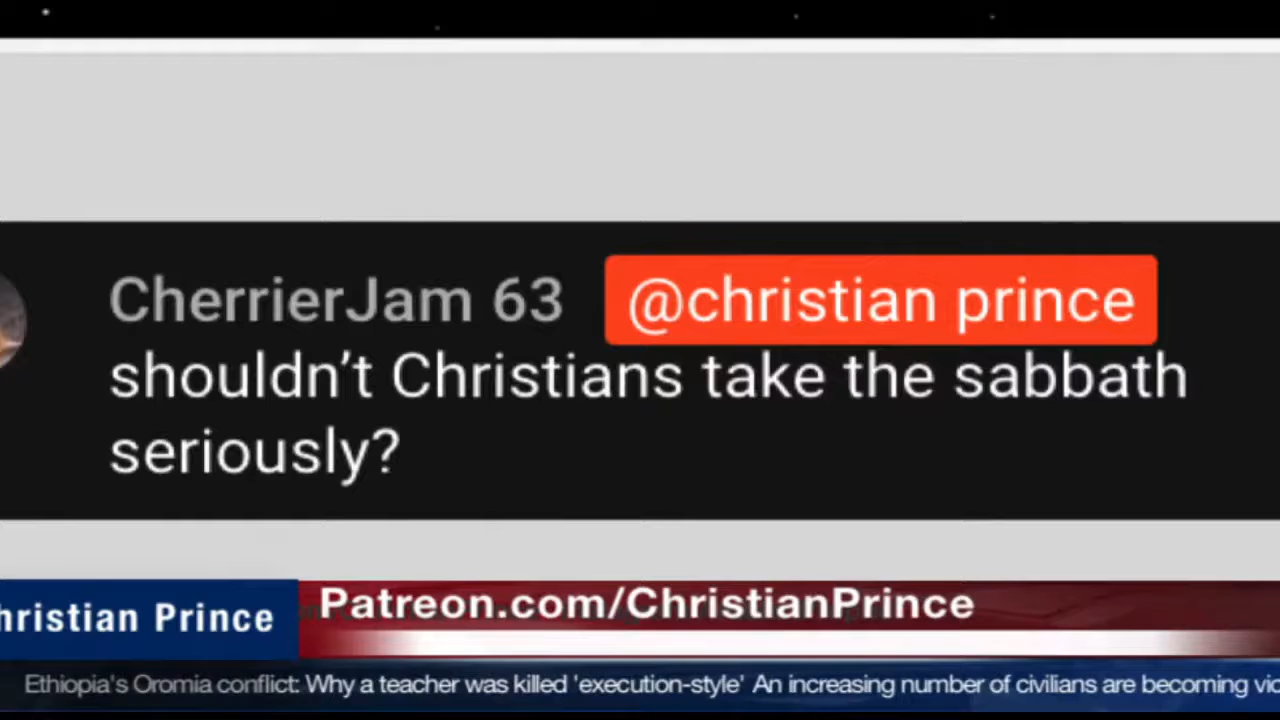 CherrierJam 63 @christian prince
shouldn't Christians take the sabbath
seriously?
hristian Prince
Patreon.com/ChristianPrince
Ethiopia's Oromia conflict: Why a teacher was killed 'execution-style' An increasing number of civilians are becoming vic